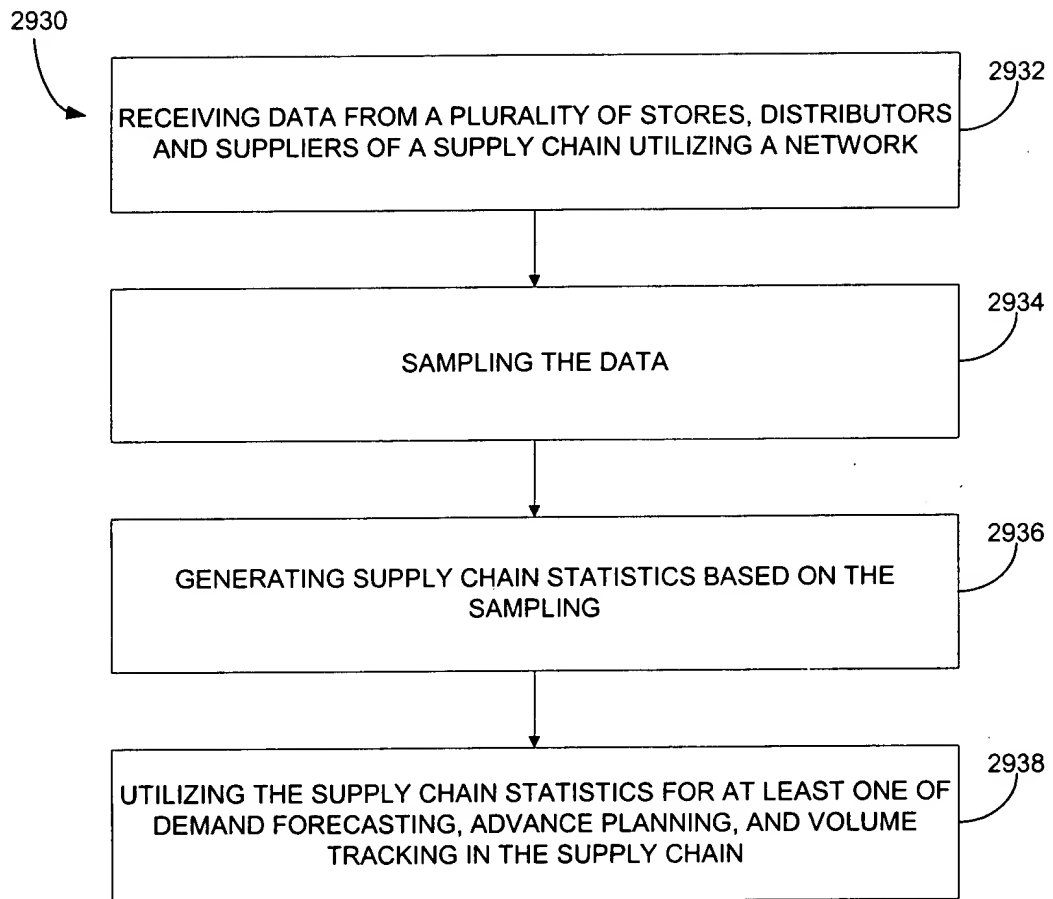 2930
2932
RECEIVING DATA FROM A PLURALITY OF STORES, DISTRIBUTORS
AND SUPPLIERS OF A SUPPLY CHAIN UTILIZING A NETWORK
2934
SAMPLING THE DATA
2936
GENERATING SUPPLY CHAIN STATISTICS BASED ON THE
SAMPLING
2938
UTILIZING THE SUPPLY CHAIN STATISTICS FOR AT LEAST ONE OF
DEMAND FORECASTING, ADVANCE PLANNING, AND VOLUME
TRACKING IN THE SUPPLY CHAIN